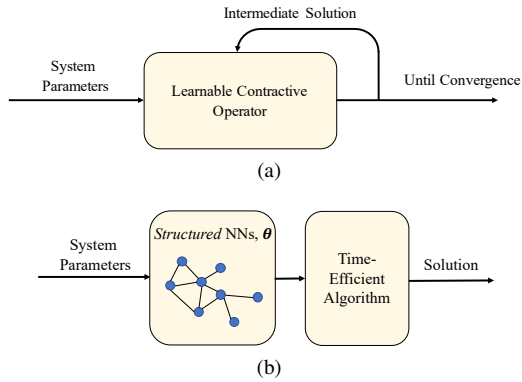 Intermediate Solution
System
Parameters
Learnable Contractive
Operator
Until Convergence
(a)
System
Parameters
Structured NNs, θ
Time-
Efficient
Algorithm
Solution
(b)